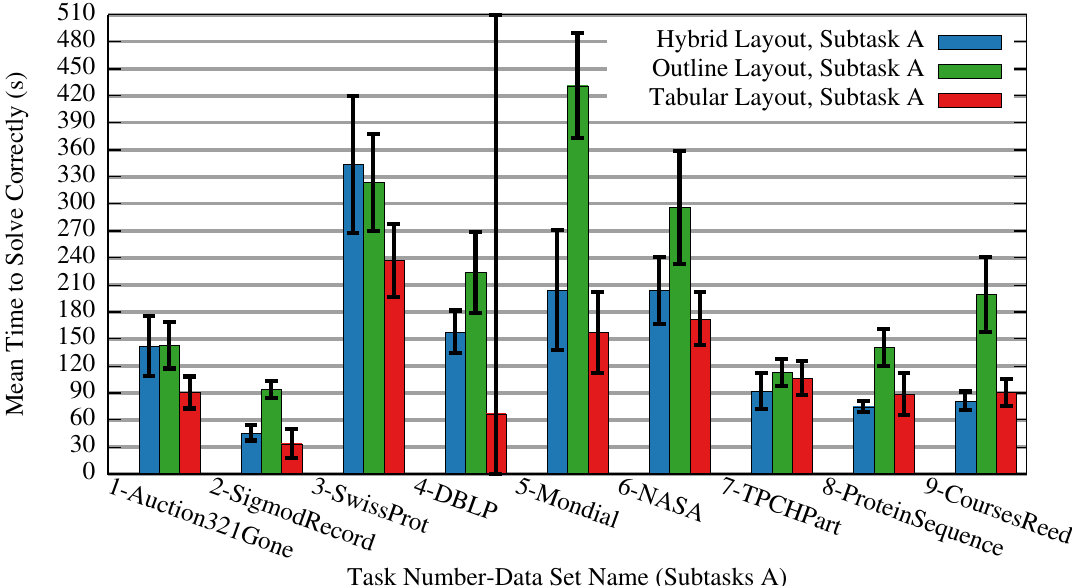 Mean Time to Solve Correctly (s)
510
480
450
420
390
360
330
300
270
240
210
180
150
120
90
60
30
0
Hybrid Layout, Subtask A
Outline Layout, Subtask A
Tabular Layout, Subtask A
1-Auction321Gone
2-SigmodRecord
3-SwissProt
4-DBLP
5-Mondial
6-NASA
7-TPCHPart
8-ProteinSequence
9-CoursesReed
Task Number-Data Set Name (Subtasks A)